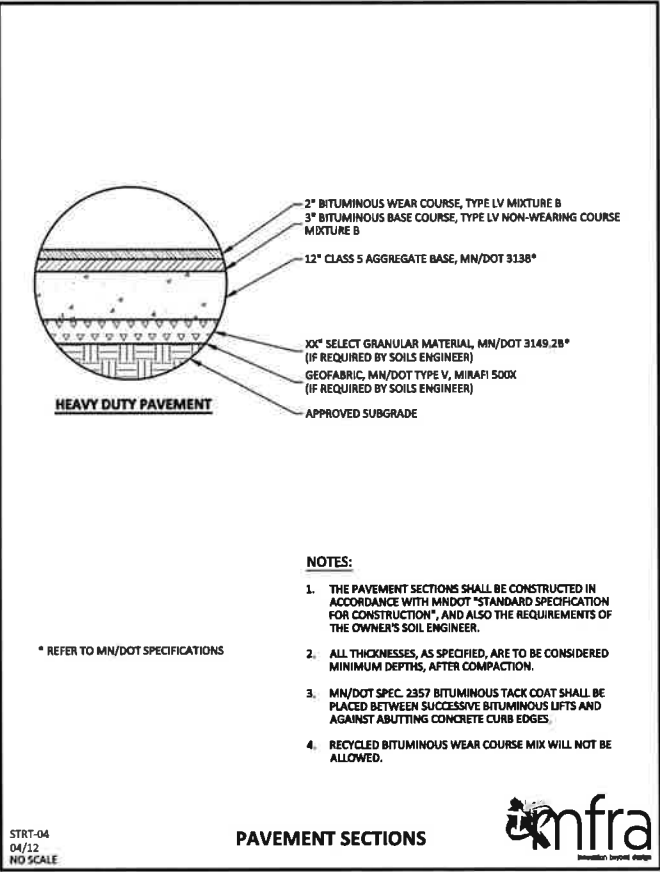 2" BITUMINOUS WEAR COURSE, TYPE LV MIXTURE B
3" BITUMINOUS BASE COURSE, TYPE LV NON-WEARING COURSE
MIXTURE B
12" CLASS 5 AGGREGATE BASE, MN/DOT 3138*
XX" SELECT GRANULAR MATERIAL, MN/DOT 3149.2B*
(IF REQUIRED BY SOILS ENGINEER)
GEOFABRIC, MN/DOT TYPE V, MIRAFI 500X
(IF REQUIRED BY SOILS ENGINEER)
APPROVED SUBGRADE
HEAVY DUTY PAVEMENT
NOTES:
1. THE PAVEMENT SECTIONS SHALL BE CONSTRUCTED IN
ACCORDANCE WITH MNDOT "STANDARD SPECIFICATION
FOR CONSTRUCTION", AND ALSO THE REQUIREMENTS OF
THE OWNER'S SOIL ENGINEER.
2. ALL THICKNESSES, AS SPECIFIED, ARE TO BE CONSIDERED
MINIMUM DEPTHS, AFTER COMPACTION.
3. MN/DOT SPEC. 2357 BITUMINOUS TACK COAT SHALL BE
PLACED BETWEEN SUCCESSIVE BITUMINOUS LIFTS AND
AGAINST ABUTTING CONCRETE CURB EDGES.
4. RECYCLED BITUMINOUS WEAR COURSE MIX WILL NOT BE
ALLOWED.
* REFER TO MN/DOT SPECIFICATIONS
STRT-04
04/12
NO SCALE
PAVEMENT SECTIONS
mfra
innovation beyond design